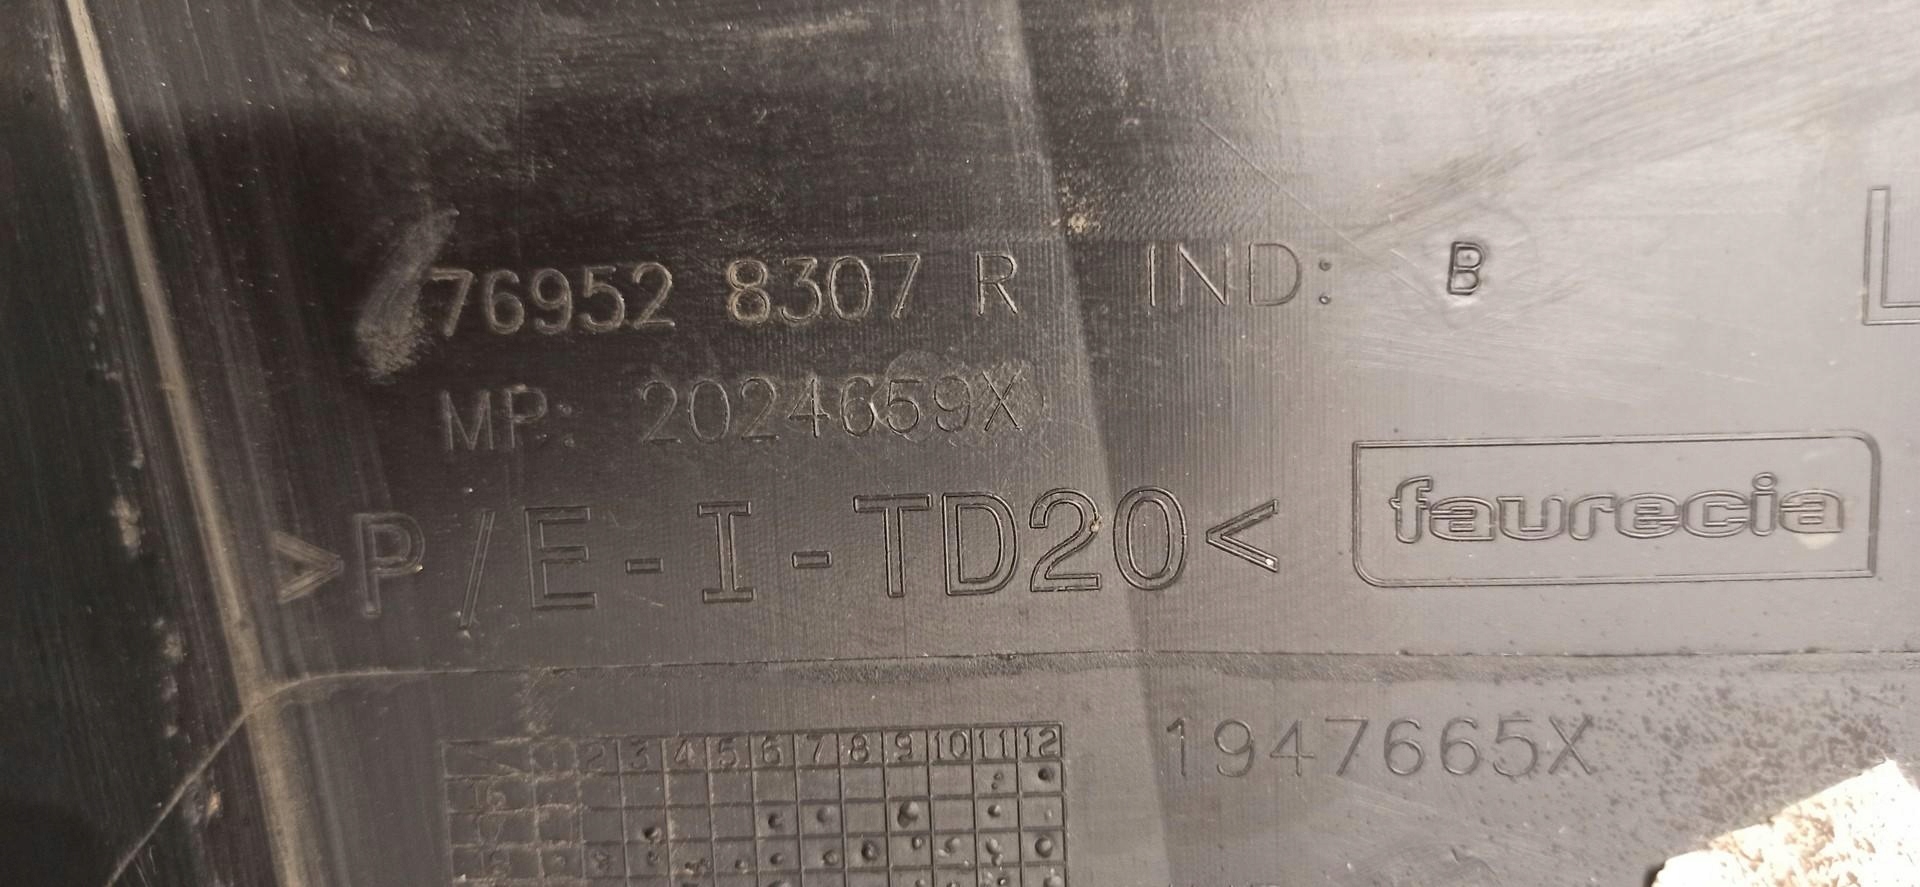 76952 8307 R IND: B
L
MP: 2024659X
>P/E-I-TD20<
faurecia
2 3 4 5 6 7 8 9 10 11 12
1947665X